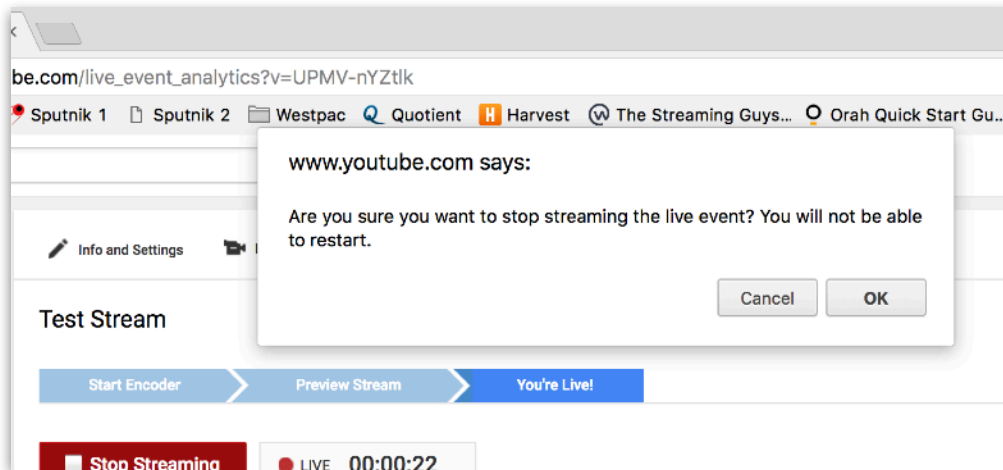 be.com/live_event_analytics?v=UPMV-nYZtlk
Sputnik 1 Sputnik 2 Westpac Quotient Harvest The Streaming Guys... Orah Quick Start Gu...
www.youtube.com says:
Are you sure you want to stop streaming the live event? You will not be able
to restart.
Cancel OK
Info and Settings
Test Stream
Start Encoder Preview Stream You're Live!
Stop Streaming LIVE 00:00:22